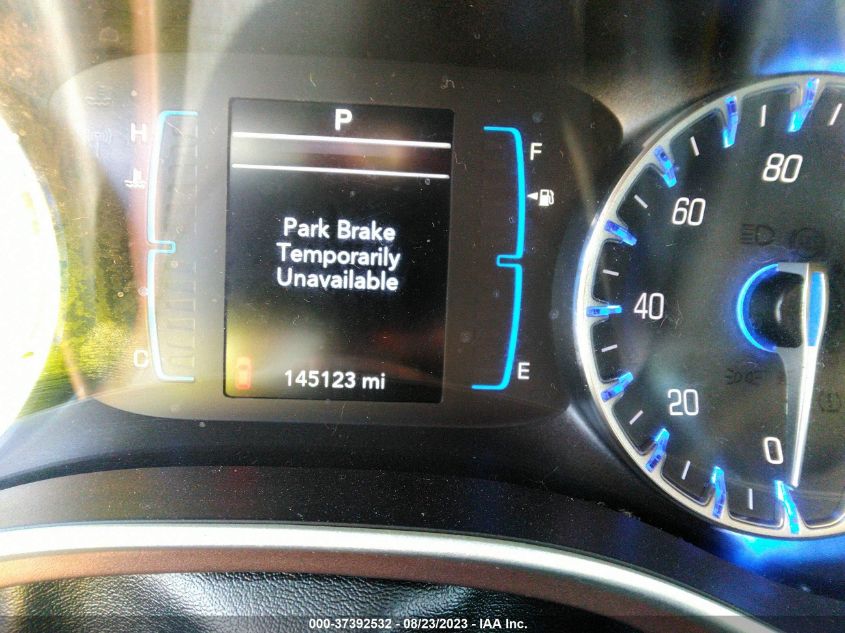 P
H
F
Park Brake
Temporarily
Unavailable
C
E
145123 mi
80
60
40
20
0
000-37392532 - 08/23/2023 - IAA Inc.